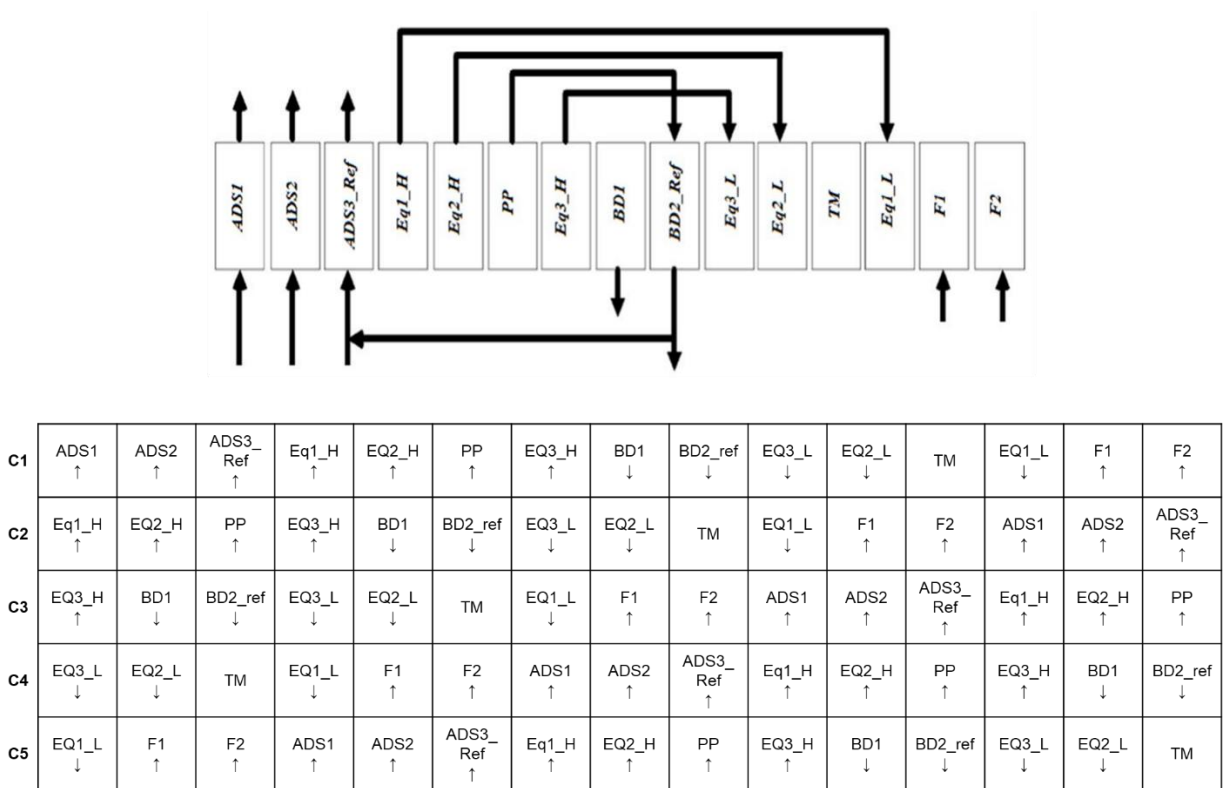 ADS1
ADS2
ADS3_Ref
Eq1_H
Eq2_H
PP
Eq3_H
BD1
BD2_Ref
Eq3_L
Eq2_L
TM
Eq1_L
F1
F2
C1 ADS1 ↑ ADS2 ↑ ADS3_Ref ↑ Eq1_H ↑ EQ2_H ↑ PP ↑ EQ3_H ↑ BD1 ↓ BD2_ref ↓ EQ3_L ↓ EQ2_L ↓ TM EQ1_L ↓ F1 ↑ F2 ↑
C2 Eq1_H ↑ EQ2_H ↑ PP ↑ EQ3_H ↑ BD1 ↓ BD2_ref ↓ EQ3_L ↓ EQ2_L ↓ TM EQ1_L ↓ F1 ↑ F2 ↑ ADS1 ↑ ADS2 ↑ ADS3_Ref ↑
C3 EQ3_H ↑ BD1 ↓ BD2_ref ↓ EQ3_L ↓ EQ2_L ↓ TM EQ1_L ↓ F1 ↑ F2 ↑ ADS1 ↑ ADS2 ↑ ADS3_Ref ↑ Eq1_H ↑ EQ2_H ↑ PP ↑
C4 EQ3_L ↓ EQ2_L ↓ TM EQ1_L ↓ F1 ↑ F2 ↑ ADS1 ↑ ADS2 ↑ ADS3_Ref ↑ Eq1_H ↑ EQ2_H ↑ PP ↑ EQ3_H ↑ BD1 ↓ BD2_ref ↓
C5 EQ1_L ↓ F1 ↑ F2 ↑ ADS1 ↑ ADS2 ↑ ADS3_Ref ↑ Eq1_H ↑ EQ2_H ↑ PP ↑ EQ3_H ↑ BD1 ↓ BD2_ref ↓ EQ3_L ↓ EQ2_L ↓ TM